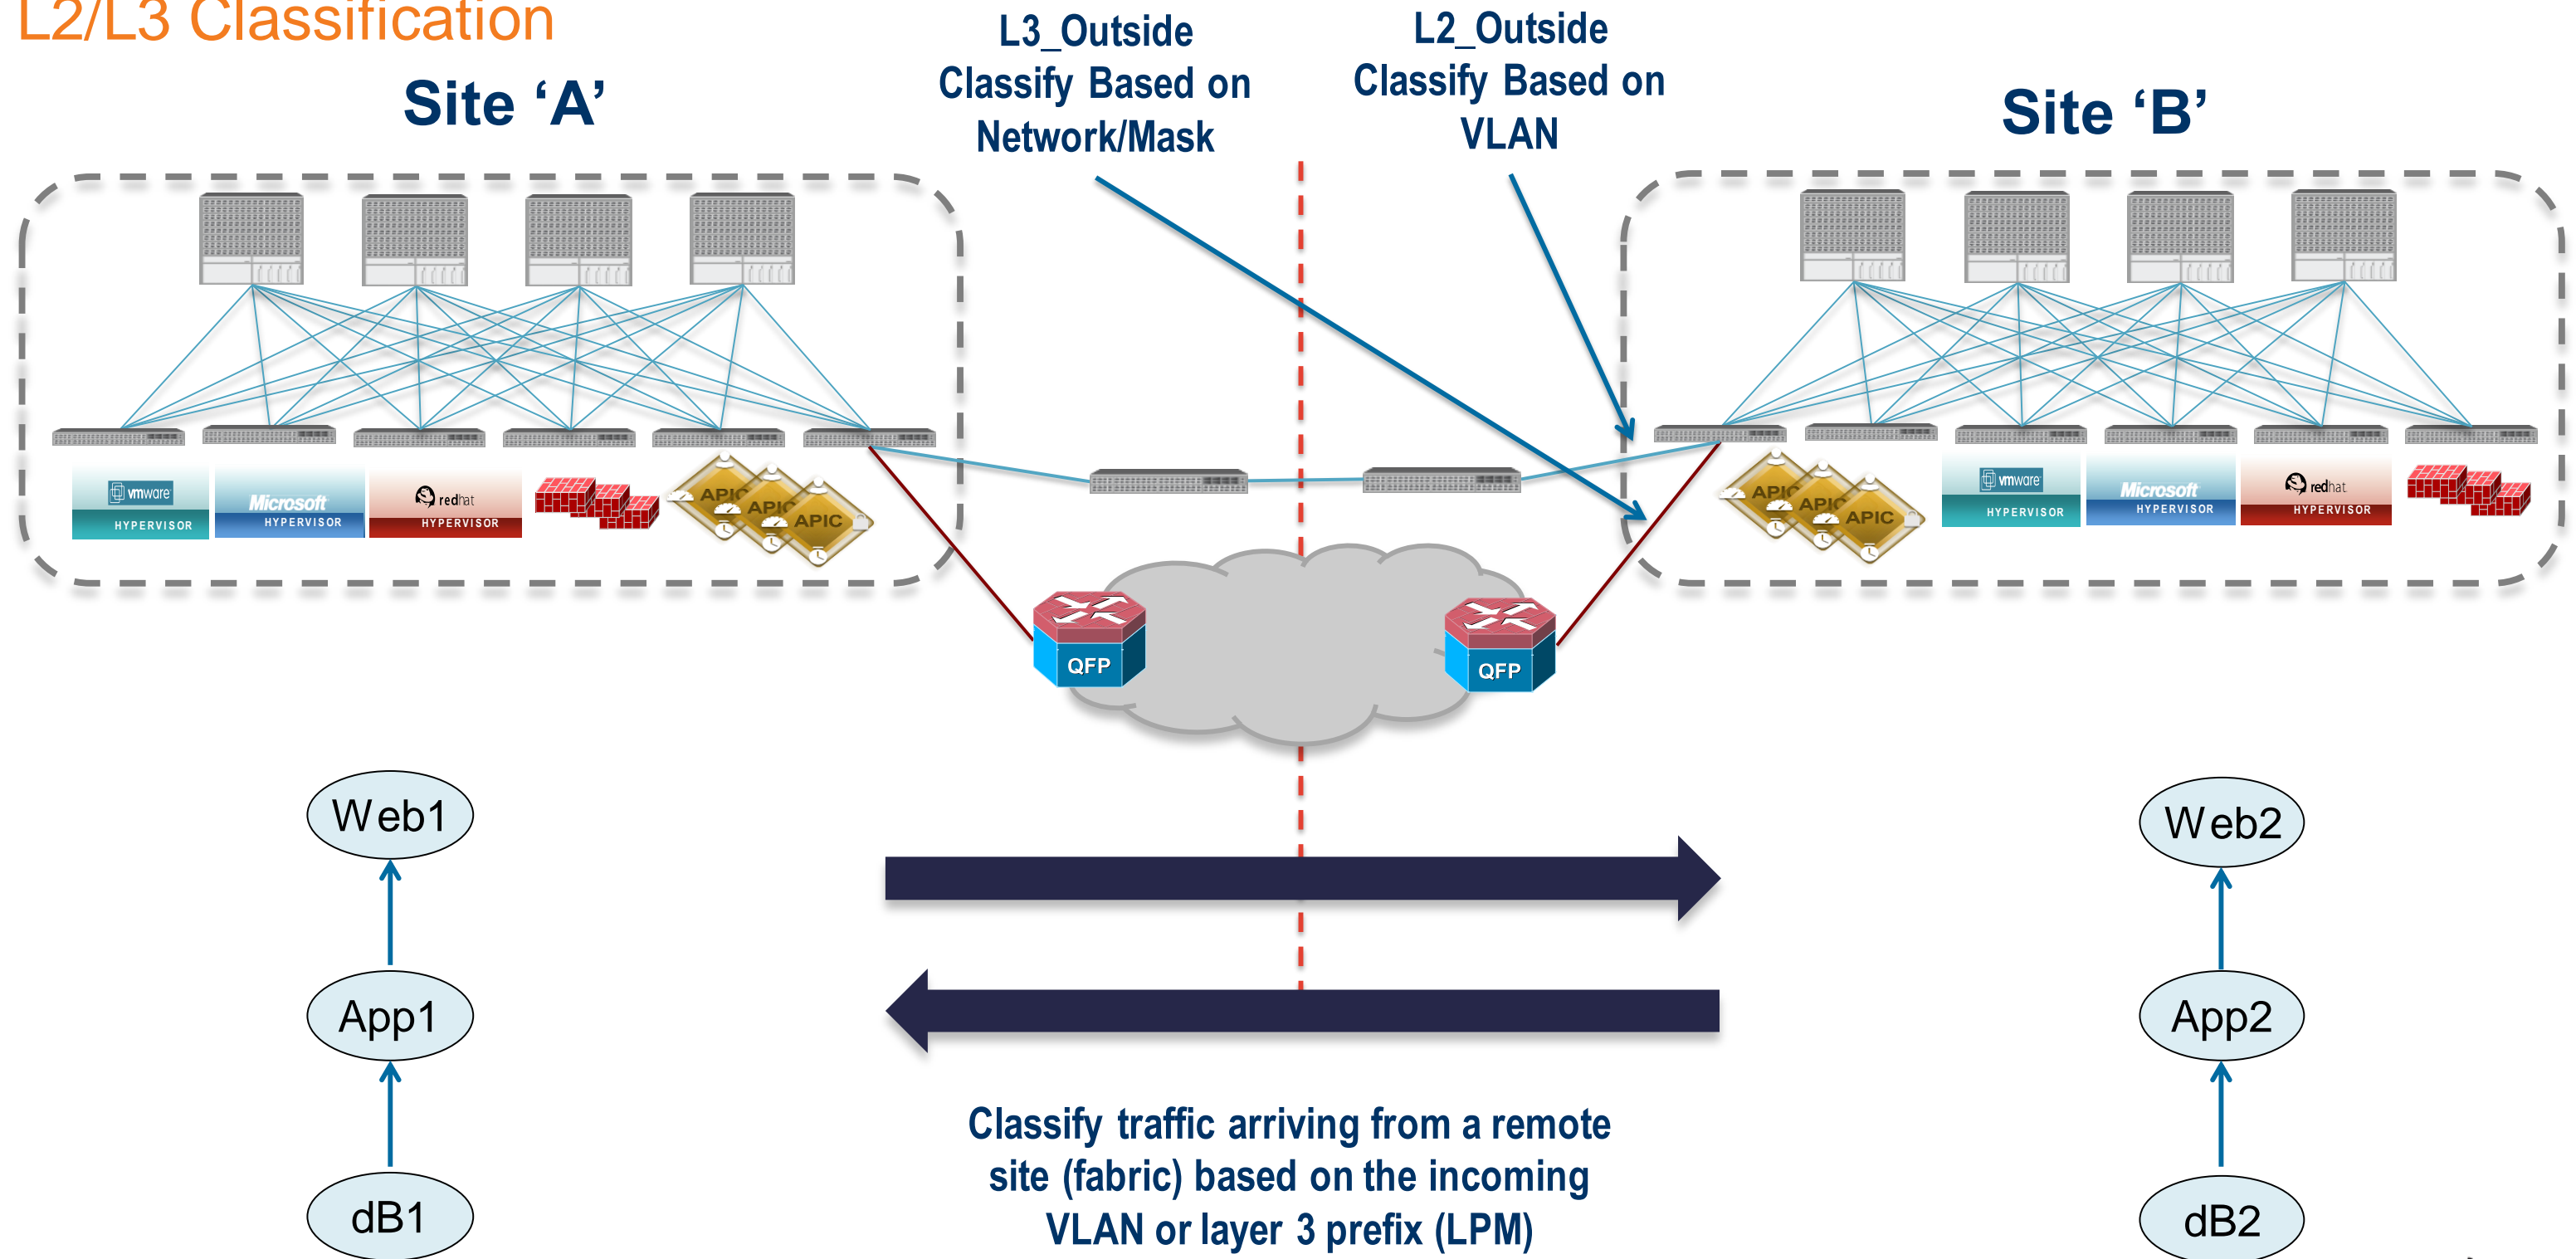 L2/L3 Classification
L3_Outside
Classify Based on
Network/Mask
L2_Outside
Classify Based on
VLAN
Site ‘A’
Site ‘B’
vmware
HYPERVISOR
Microsoft
HYPERVISOR
redhat
HYPERVISOR
APIC
APIC
APIC
APIC
APIC
APIC
vmware
HYPERVISOR
Microsoft
HYPERVISOR
redhat
HYPERVISOR
QFP
QFP
Web1
App1
dB1
Web2
App2
dB2
Classify traffic arriving from a remote
site (fabric) based on the incoming
VLAN or layer 3 prefix (LPM)